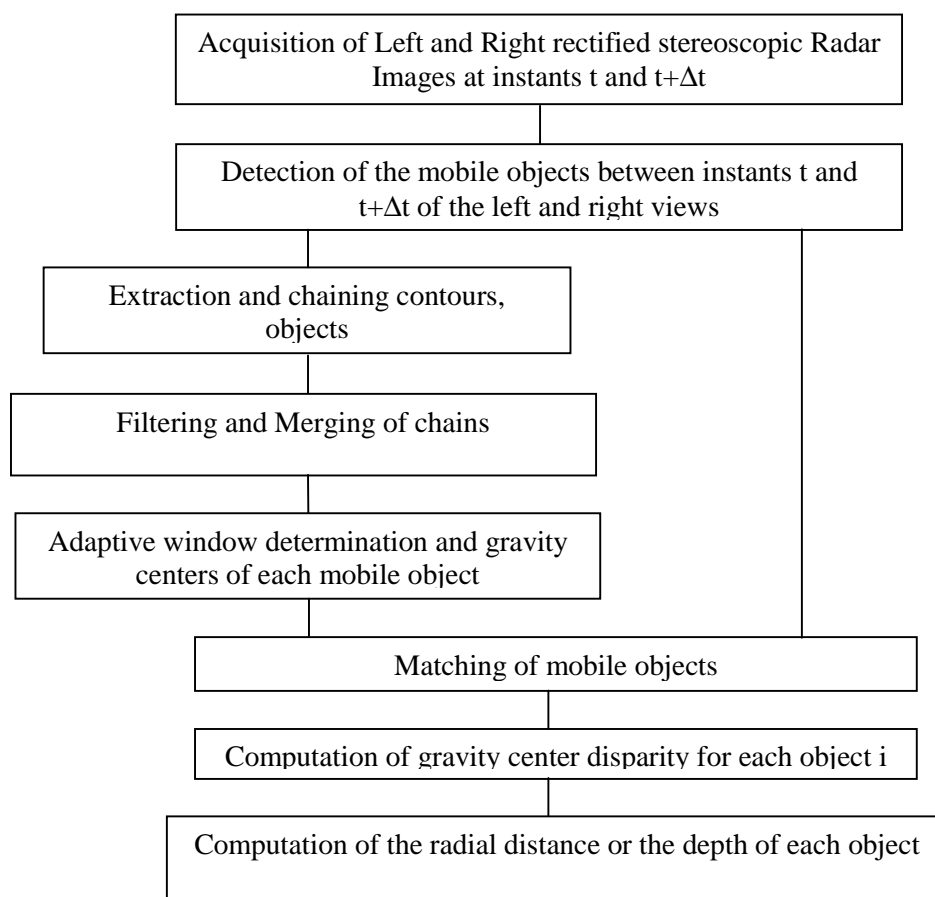 Acquisition of Left and Right rectified stereoscopic Radar
Images at instants t and t+Δt
Detection of the mobile objects between instants t and
t+Δt of the left and right views
Extraction and chaining contours,
objects
Filtering and Merging of chains
Adaptive window determination and gravity
centers of each mobile object
Matching of mobile objects
Computation of gravity center disparity for each object i
Computation of the radial distance or the depth of each object